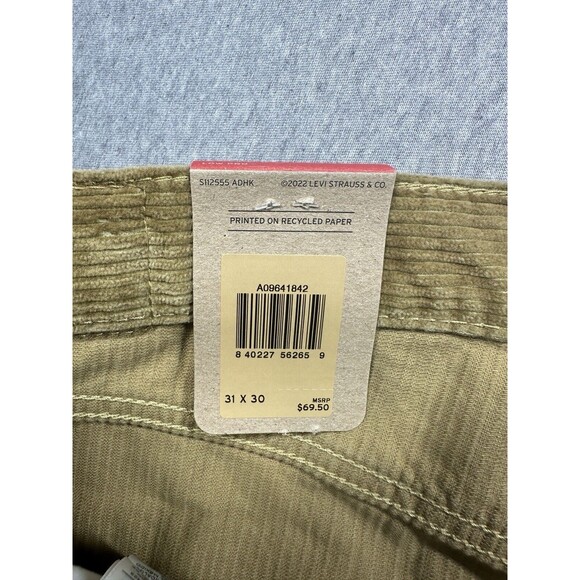 5112555 ADHK ©2022 LEVI STRAUSS & CO.
PRINTED ON RECYCLED PAPER
A09641842
8 40227 56265 9
31 X 30
MSRP
$69.50